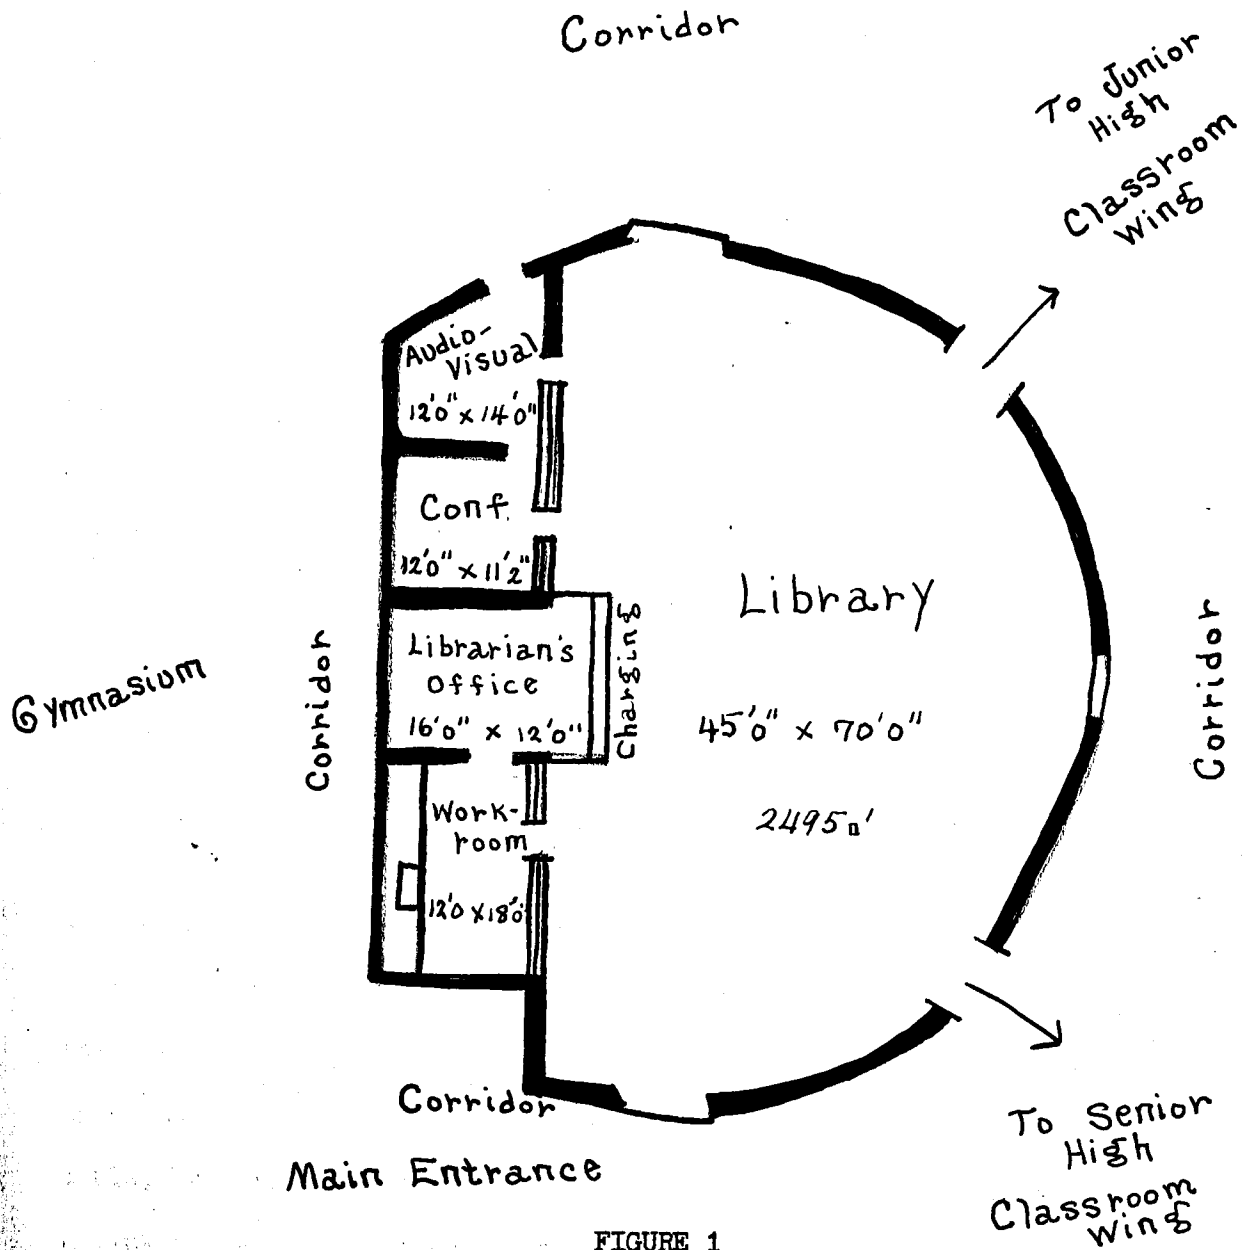 Corridor
To Junior
High
Classroom
Wing
Audio-
Visual
12'0" x 14'0"
Conf.
12'0" x 11'2"
Librarian's
Office
16'0" x 12'0"
Charging
Library
45'0" x 70'0"
2495□'
Gymnasium
Corridor
Corridor
Work-
room
12'0 x 18'0
Corridor
Main Entrance
To Senior
High
Classroom
Wing
FIGURE 1